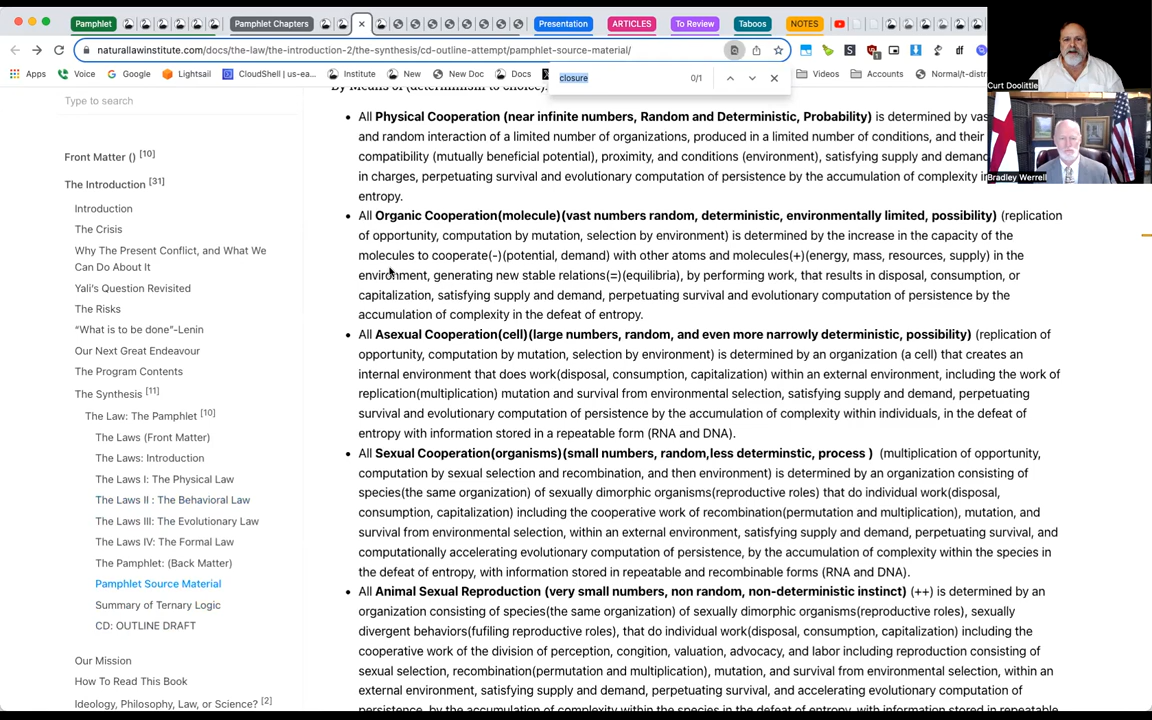 Pamphlet
Pamphlet Chapters
Presentation
ARTICLES
To Review
Taboos
NOTES
naturallawinstitute.com/docs/the-law/the-introduction-2/the-synthesis/cd-outline-attempt/pamphlet-source-material/
Apps
Voice
Google
Lightsail
CloudShell | us-ea...
Institute
New
New Doc
Docs
closure
0/1
Videos
Accounts
Normal/t-distr
Curt Doolittle
Bradley Werrell
Type to search
Front Matter () [10]
The Introduction [31]
Introduction
The Crisis
Why The Present Conflict, and What We
Can Do About It
Yali's Question Revisited
The Risks
“What is to be done”-Lenin
Our Next Great Endeavour
The Program Contents
The Synthesis [11]
The Law: The Pamphlet [10]
The Laws (Front Matter)
The Laws: Introduction
The Laws I: The Physical Law
The Laws II : The Behavioral Law
The Laws III: The Evolutionary Law
The Laws IV: The Formal Law
The Pamphlet: (Back Matter)
Pamphlet Source Material
Summary of Ternary Logic
CD: OUTLINE DRAFT
Our Mission
How To Read This Book
Ideology, Philosophy, Law, or Science? [2]
By Means of (determinism to choice).
• All Physical Cooperation (near infinite numbers, Random and Deterministic, Probability) is determined by vas
and random interaction of a limited number of organizations, produced in a limited number of conditions, and their
compatibility (mutually beneficial potential), proximity, and conditions (environment), satisfying supply and demand
in charges, perpetuating survival and evolutionary computation of persistence by the accumulation of complexity in
entropy.
• All Organic Cooperation(molecule)(vast numbers random, deterministic, environmentally limited, possibility) (replication
of opportunity, computation by mutation, selection by environment) is determined by the increase in the capacity of the
molecules to cooperate(-)(potential, demand) with other atoms and molecules(+)(energy, mass, resources, supply) in the
environment, generating new stable relations(=)(equilibria), by performing work, that results in disposal, consumption, or
capitalization, satisfying supply and demand, perpetuating survival and evolutionary computation of persistence by the
accumulation of complexity in the defeat of entropy.
• All Asexual Cooperation(cell)(large numbers, random, and even more narrowly deterministic, possibility) (replication of
opportunity, computation by mutation, selection by environment) is determined by an organization (a cell) that creates an
internal environment that does work(disposal, consumption, capitalization) within an external environment, including the work of
replication(multiplication) mutation and survival from environmental selection, satisfying supply and demand, perpetuating
survival and evolutionary computation of persistence by the accumulation of complexity within individuals, in the defeat of
entropy with information stored in a repeatable form (RNA and DNA).
• All Sexual Cooperation(organisms)(small numbers, random,less determinstic, process ) (multiplication of opportunity,
computation by sexual selection and recombination, and then environment) is determined by an organization consisting of
species(the same organization) of sexually dimorphic organisms(reproductive roles) that do individual work(disposal,
consumption, capitalization) including the cooperative work of recombination(permutation and multiplication), mutation, and
survival from environmental selection, within an external environment, satisfying supply and demand, perpetuating survival, and
computationally accelerating evolutionary computation of persistence, by the accumulation of complexity within the species in
the defeat of entropy, with information stored in repeatable and recombinable forms (RNA and DNA).
• All Animal Sexual Reproduction (very small numbers, non random, non-deterministic instinct) (++) is determined by an
organization consisting of species(the same organization) of sexually dimorphic organisms(reproductive roles), sexually
divergent behaviors(fufiling reproductive roles), that do individual work(disposal, consumption, capitalization) including the
cooperative work of the division of perception, congition, valuation, advocacy, and labor including reproduction consisting of
sexual selection, recombination(permutation and multiplication), mutation, and survival from environmental selection, within an
external environment, satisfying supply and demand, perpetuating survival, and accelerating evolutionary computation of
persistence, by the accumulation of complexity within the species in the defeat of entropy, with information stored in repeatable